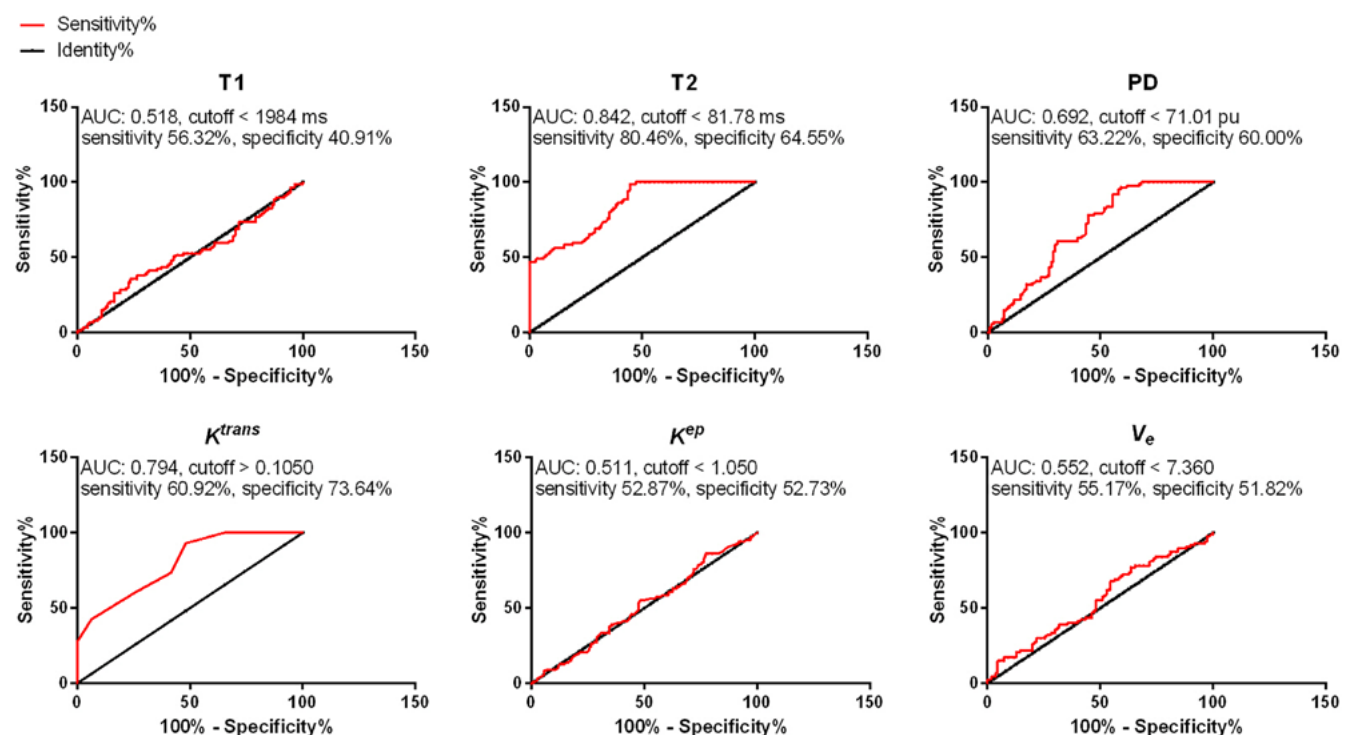 Sensitivity%
Identity%
T1
AUC: 0.518, cutoff < 1984 ms
sensitivity 56.32%, specificity 40.91%
150
100
50
0
Sensitivity%
0 50 100 150
100% - Specificity%
T2
AUC: 0.842, cutoff < 81.78 ms
sensitivity 80.46%, specificity 64.55%
150
100
50
0
Sensitivity%
0 50 100 150
100% - Specificity%
PD
AUC: 0.692, cutoff < 71.01 pu
sensitivity 63.22%, specificity 60.00%
150
100
50
0
Sensitivity%
0 50 100 150
100% - Specificity%
K^trans
AUC: 0.794, cutoff > 0.1050
sensitivity 60.92%, specificity 73.64%
150
100
50
0
Sensitivity%
0 50 100 150
100% - Specificity%
K^ep
AUC: 0.511, cutoff < 1.050
sensitivity 52.87%, specificity 52.73%
150
100
50
0
Sensitivity%
0 50 100 150
100% - Specificity%
V_e
AUC: 0.552, cutoff < 7.360
sensitivity 55.17%, specificity 51.82%
150
100
50
0
Sensitivity%
0 50 100 150
100% - Specificity%